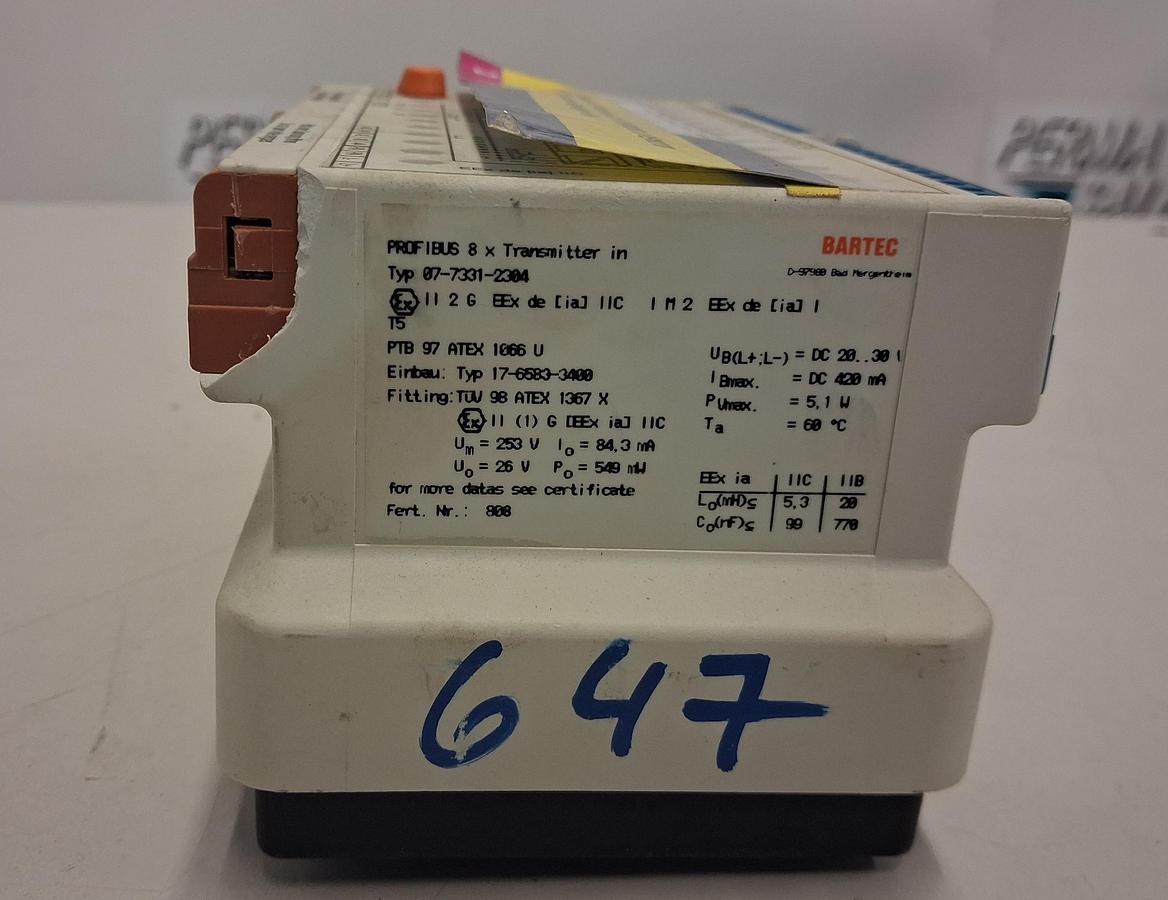 PROFIBUS 8 x Transmitter in
BARTEC
D-97980 Bad Mergentheim
Typ 07-7331-2304
Ex II 2 G EEx de [ia] IIC I M 2 EEx de [ia] I
T5
PTB 97 ATEX 1066 U
Einbau: Typ 17-6583-3400
Fitting: TÜV 98 ATEX 1367 X
Ex II (1) G [EEx ia] IIC
Um = 253 V Io = 84,3 mA
Uo = 26 V Po = 549 mW
for more datas see certificate
Fert. Nr.: 808
UB(L+;L-) = DC 20..30 V
IBmax. = DC 420 mA
PVmax. = 5,1 W
Ta = 60 °C
EEx ia | IIC | IIB
Lo(mH)≤ | 5,3 | 20
Co(nF)≤ | 99 | 770
647